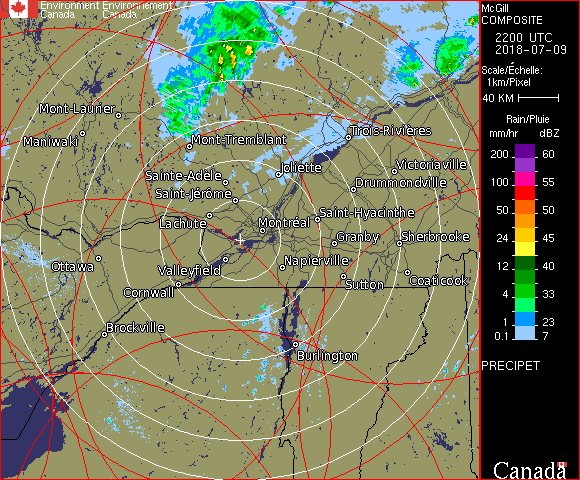 Environment Environnement
Canada Canada
McGill
COMPOSITE
2200 UTC
2018-07-09
Scale/Échelle:
1km/Pixel
40 KM
Rain/Pluie
mm/hr dBZ
200 60
100 55
50 50
24 45
12 40
4 33
1 23
0.1 7
PRECIPET
Canada
Mont-Laurier
Maniwaki
Mont-Tremblant
Trois-Rivières
Joliette
Victoriaville
Sainte-Adèle
Drummondville
Saint-Jérôme
Lachute
Saint-Hyacinthe
Montréal
Granby
Sherbrooke
Ottawa
Valleyfield
Napierville
Cornwall
Sutton
Coaticook
Brockville
Burlington